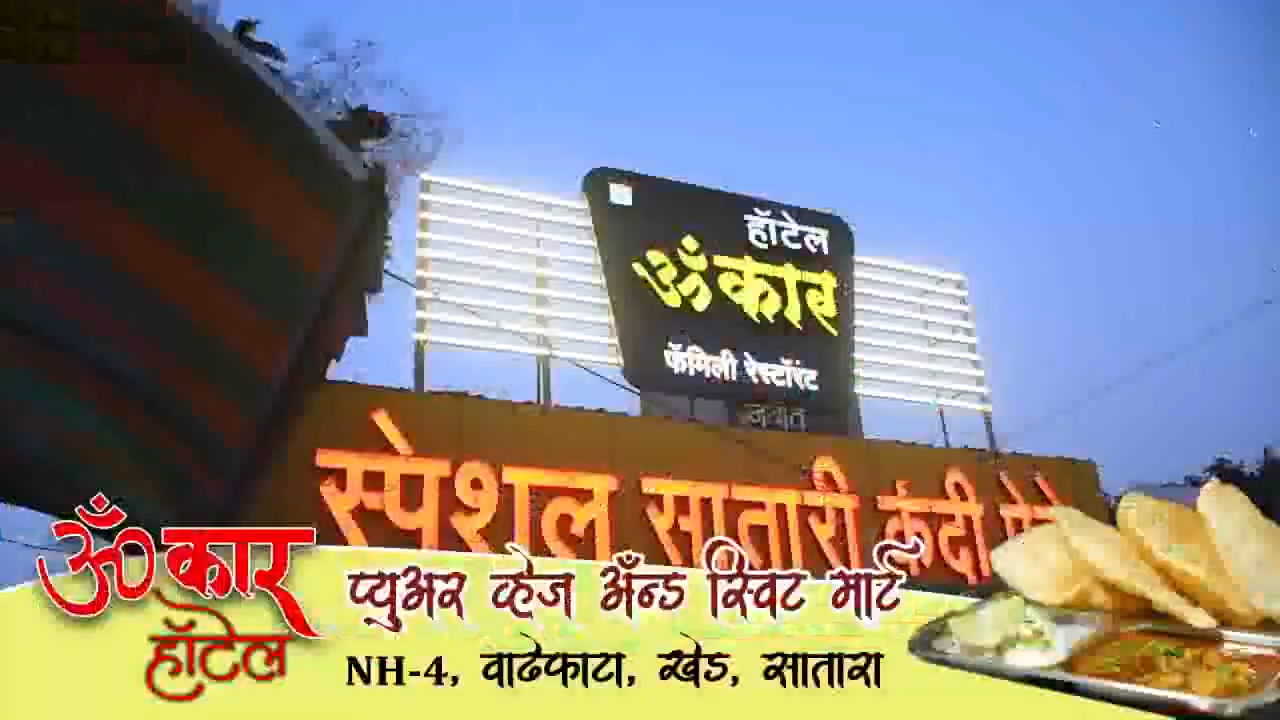 हॉटेल
ॐकार
फॅमिली रेस्टॉरंट
स्पेशल सातारी कंदी पेढे
ॐकार
हॉटेल
प्युअर व्हेज अँन्ड स्विट मार्ट
NH-4, वाढेफाटा, खेड, सातारा